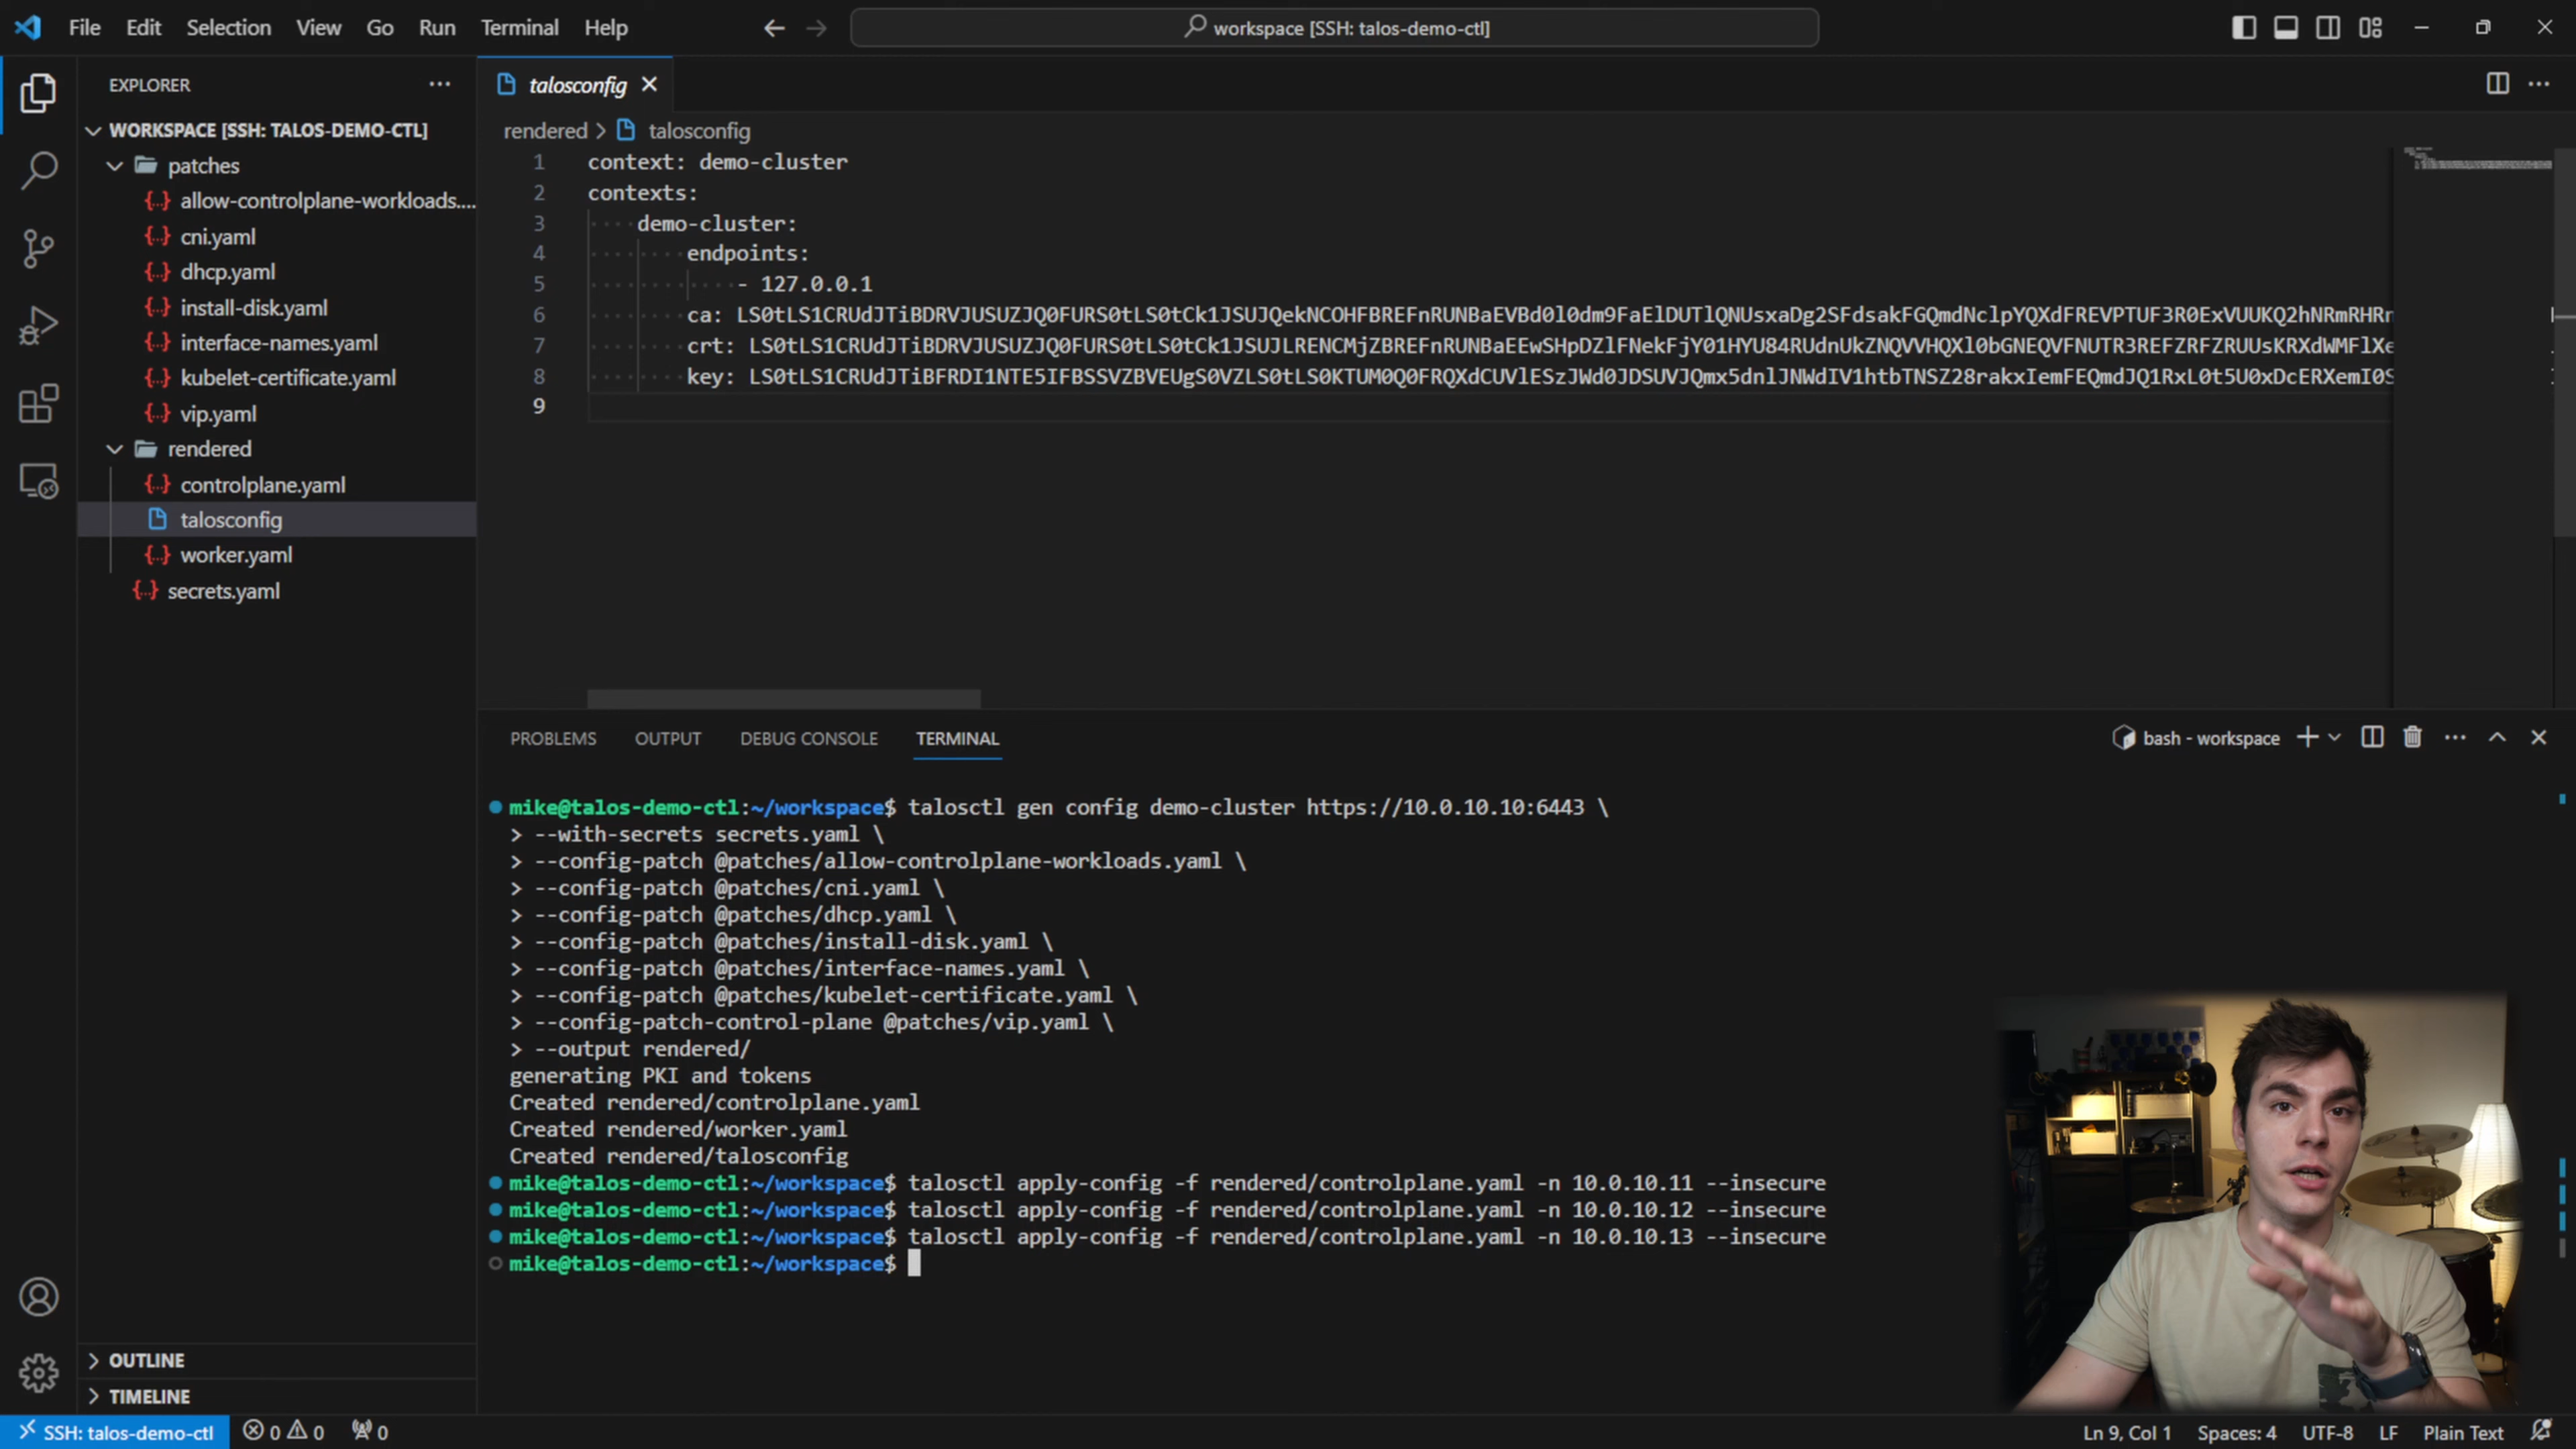 File Edit Selection View Go Run Terminal Help
workspace [SSH: talos-demo-ctl]
EXPLORER
WORKSPACE [SSH: TALOS-DEMO-CTL]
patches
allow-controlplane-workloads....
cni.yaml
dhcp.yaml
install-disk.yaml
interface-names.yaml
kubelet-certificate.yaml
vip.yaml
rendered
controlplane.yaml
talosconfig
worker.yaml
secrets.yaml
OUTLINE
TIMELINE
talosconfig
rendered > talosconfig
1 context: demo-cluster
2 contexts:
3 demo-cluster:
4 endpoints:
5 - 127.0.0.1
6 ca:
7 crt:
8 key:
9
PROBLEMS OUTPUT DEBUG CONSOLE TERMINAL
bash - workspace
mike@talos-demo-ctl:~/workspace$ talosctl gen config demo-cluster https://10.0.10.10:6443 \
> --with-secrets secrets.yaml \
> --config-patch @patches/allow-controlplane-workloads.yaml \
> --config-patch @patches/cni.yaml \
> --config-patch @patches/dhcp.yaml \
> --config-patch @patches/install-disk.yaml \
> --config-patch @patches/interface-names.yaml \
> --config-patch @patches/kubelet-certificate.yaml \
> --config-patch-control-plane @patches/vip.yaml \
> --output rendered/
generating PKI and tokens
Created rendered/controlplane.yaml
Created rendered/worker.yaml
Created rendered/talosconfig
mike@talos-demo-ctl:~/workspace$ talosctl apply-config -f rendered/controlplane.yaml -n 10.0.10.11 --insecure
mike@talos-demo-ctl:~/workspace$ talosctl apply-config -f rendered/controlplane.yaml -n 10.0.10.12 --insecure
mike@talos-demo-ctl:~/workspace$ talosctl apply-config -f rendered/controlplane.yaml -n 10.0.10.13 --insecure
mike@talos-demo-ctl:~/workspace$
SSH: talos-demo-ctl 0 0 0
Ln 9, Col 1 Spaces: 4 UTF-8 LF Plain Text